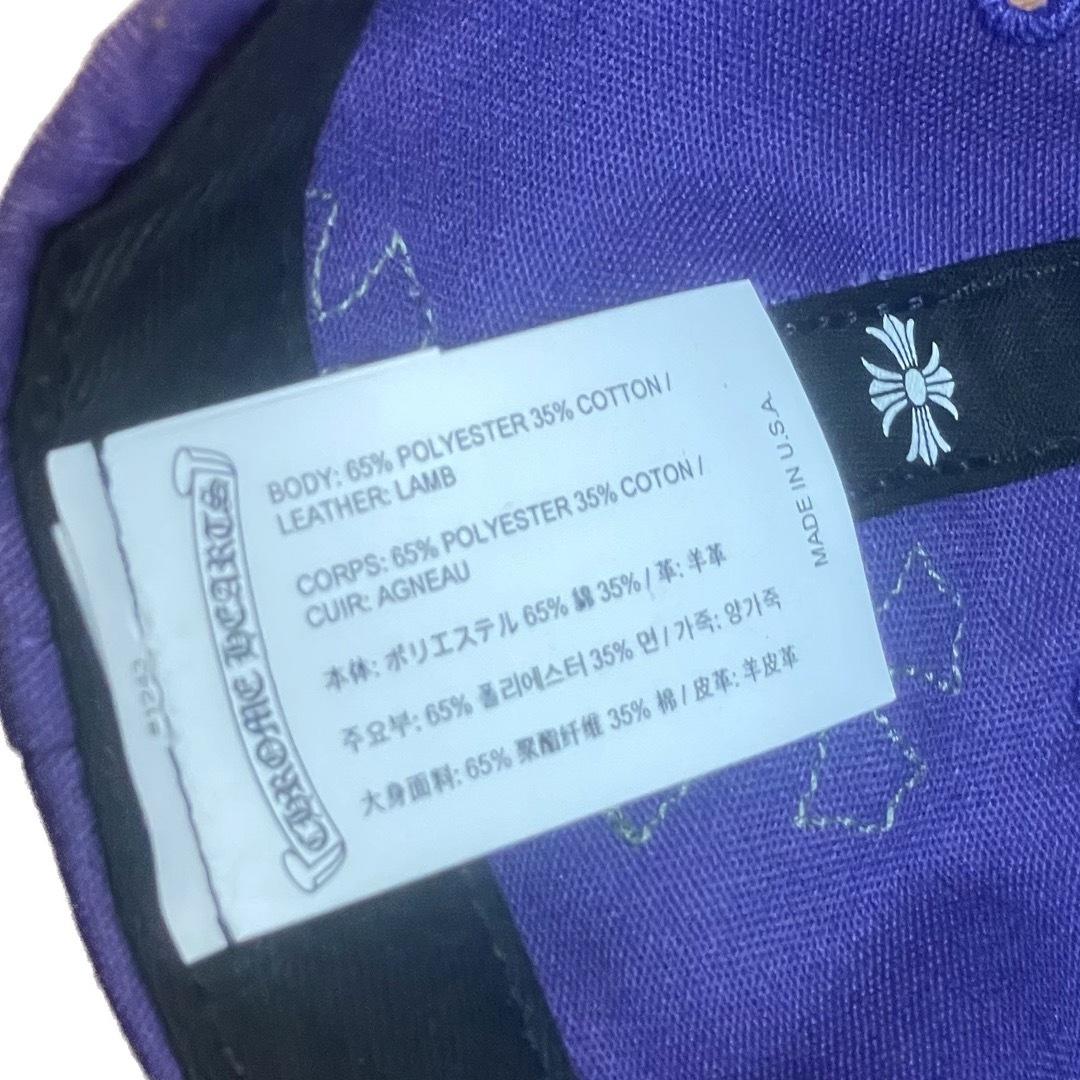 CHROME HEARTS
BODY: 65% POLYESTER 35% COTTON /
LEATHER: LAMB
CORPS: 65% POLYESTER 35% COTON /
CUIR: AGNEAU
本体: ポリエステル 65% 綿 35% / 革: 羊革
주요부: 65% 폴리에스터 35% 면 / 가죽: 양가죽
大身面料: 65% 聚酯纤维 35% 棉 / 皮革: 羊皮革
MADE IN U.S.A.